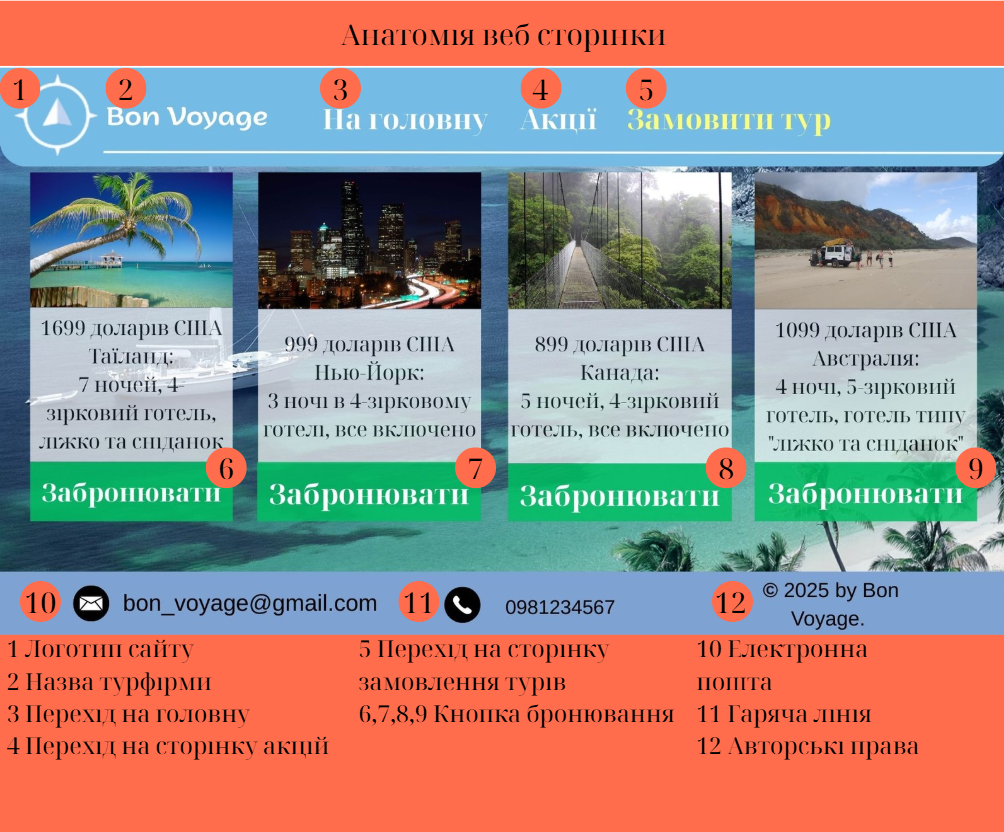 Анатомія веб сторінки
1
2
3
4
5
Bon Voyage
На головну
Акції
Замовити тур
1699 доларів США
Таїланд:
7 ночей, 4-
зірковий готель,
ліжко та сніданок
6
Забронювати
999 доларів США
Нью-Йорк:
3 ночі в 4-зірковому
готелі, все включено
7
Забронювати
899 доларів США
Канада:
5 ночей, 4-зірковий
готель, все включено
8
Забронювати
1099 доларів США
Австралія:
4 ночі, 5-зірковий
готель, готель типу
"ліжко та сніданок"
9
Забронювати
10
bon_voyage@gmail.com
11
0981234567
12
© 2025 by Bon
Voyage.
1 Логотип сайту
2 Назва турфірми
3 Перехід на головну
4 Перехід на сторінку акцій
5 Перехід на сторінку
замовлення турів
6,7,8,9 Кнопка бронювання
10 Електронна
пошта
11 Гаряча лінія
12 Авторські права